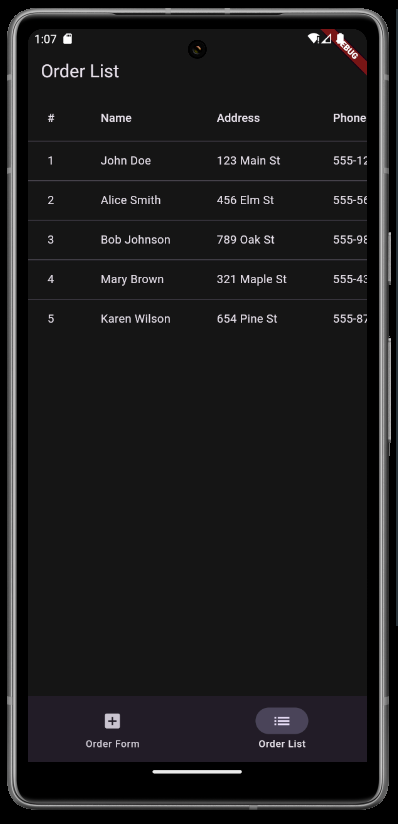 1:07
DEBUG
Order List
# Name Address Phone
1 John Doe 123 Main St 555-12
2 Alice Smith 456 Elm St 555-56
3 Bob Johnson 789 Oak St 555-98
4 Mary Brown 321 Maple St 555-43
5 Karen Wilson 654 Pine St 555-87
Order Form Order List